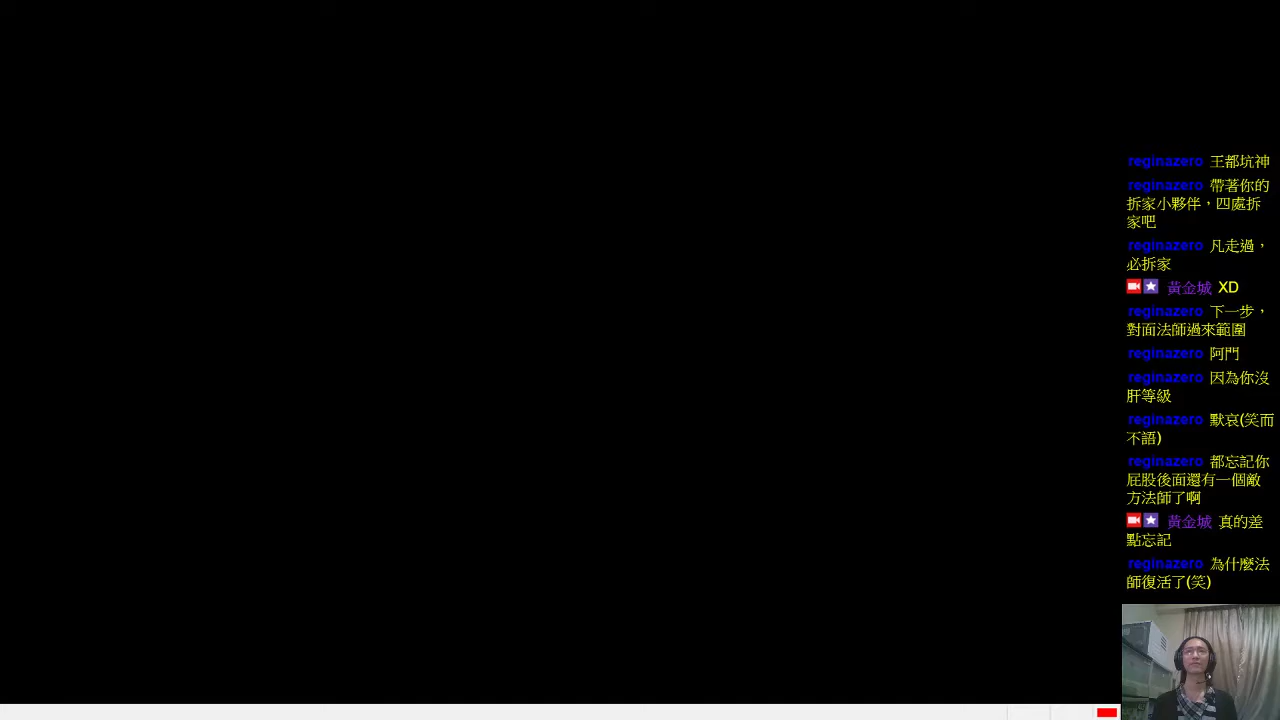 reginazero 王都坑神
reginazero 帶著你的
拆家小夥伴，四處拆
家吧
reginazero 凡走過，
必拆家
黃金城 XD
reginazero 下一步，
對面法師過來範圍
reginazero 阿門
reginazero 因為你沒
肝等級
reginazero 默哀(笑而
不語)
reginazero 都忘記你
屁股後面還有一個敵
方法師了啊
黃金城 真的差
點忘記
reginazero 為什麼法
師復活了(笑)